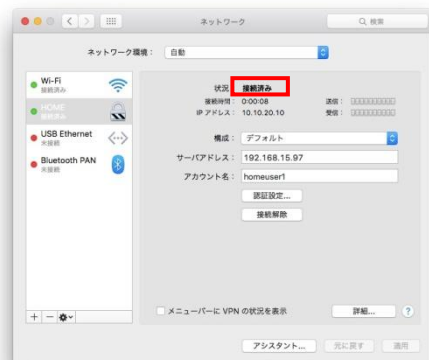 ネットワーク
検索
ネットワーク環境： 自動
Wi-Fi
接続済み
HOME
接続済み
USB Ethernet
未接続
Bluetooth PAN
未接続
状況： 接続済み
接続時間： 0:00:08
送信：
IP アドレス： 10.10.20.10
受信：
構成： デフォルト
サーバアドレス： 192.168.15.97
アカウント名： homeuser1
認証設定...
接続解除
メニューバーに VPN の状況を表示
詳細...
?
アシスタント...
元に戻す
適用